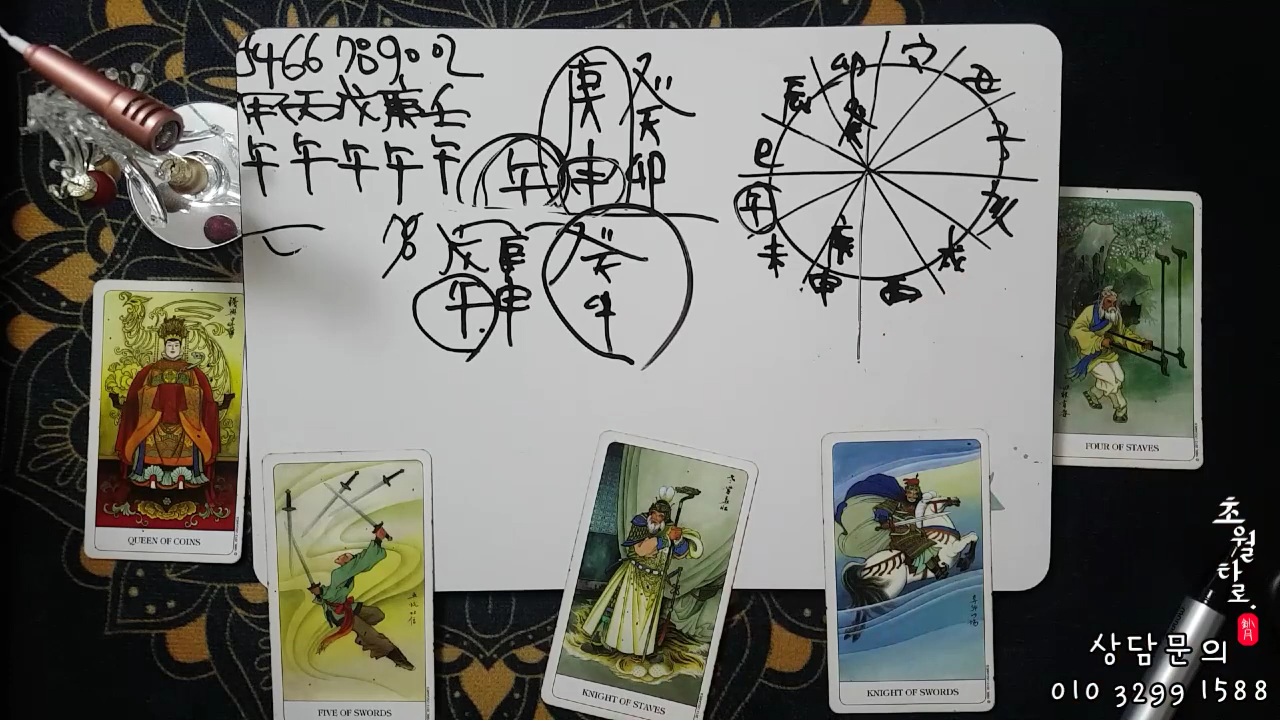 5466 789012
甲 丙 戊 庚 壬
午 午 午 午 午
午
庚 癸
申 卯
戊 庚 癸
午 申 卯
卯 寅 丑
辰 子
巳 癸 亥
午 戌
未 庚
申 酉
QUEEN OF COINS
FIVE OF SWORDS
KNIGHT OF STAVES
KNIGHT OF SWORDS
FOUR OF STAVES
초월
타로.
상담문의
010 3299 1588